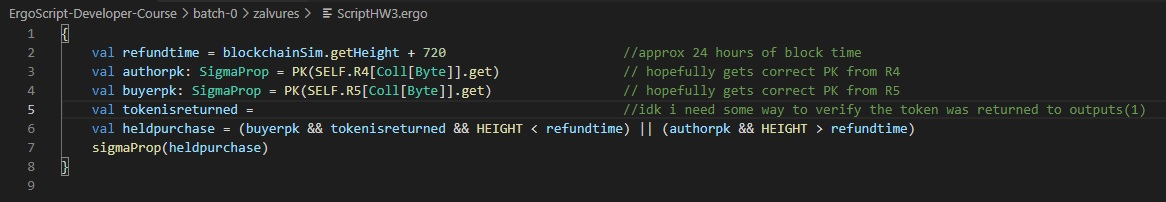 ErgoScript-Developer-Course > batch-0 > zalvures > ScriptHW3.ergo
1 {
2 val refundtime = blockchainSim.getHeight + 720 //approx 24 hours of block time
3 val authorpk: SigmaProp = PK(SELF.R4[Coll[Byte]].get) // hopefully gets correct PK from R4
4 val buyerpk: SigmaProp = PK(SELF.R5[Coll[Byte]].get) // hopefully gets correct PK from R5
5 val tokenisreturned = //idk i need some way to verify the token was returned to outputs(1)
6 val heldpurchase = (buyerpk && tokenisreturned && HEIGHT < refundtime) || (authorpk && HEIGHT > refundtime)
7 sigmaProp(heldpurchase)
8 }
9